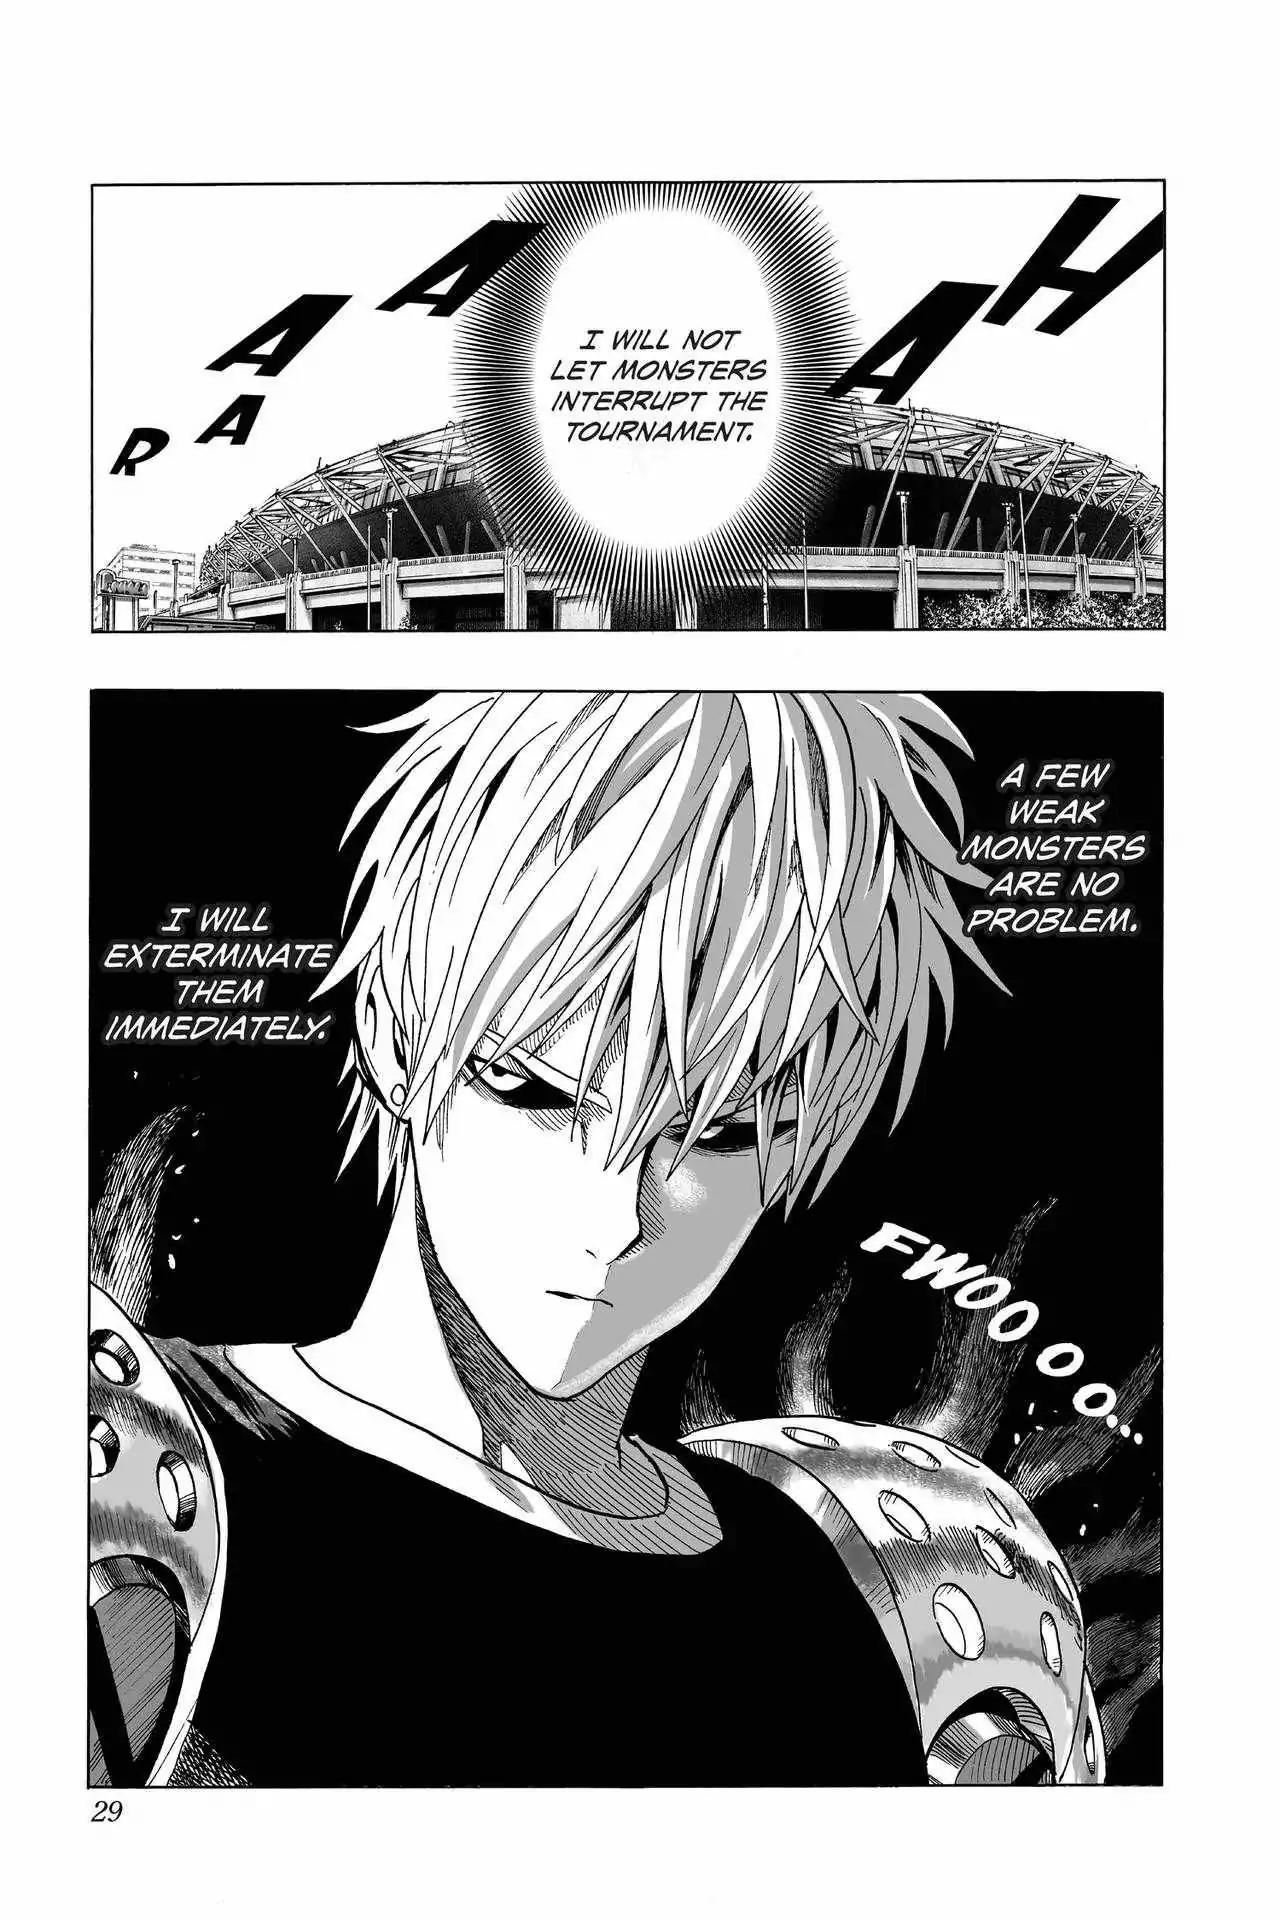 RAAAAAH
I WILL NOT
LET MONSTERS
INTERRUPT THE
TOURNAMENT.
A FEW
WEAK
MONSTERS
ARE NO
PROBLEM.
I WILL
EXTERMINATE
THEM
IMMEDIATELY.
FWOOOOO...
29